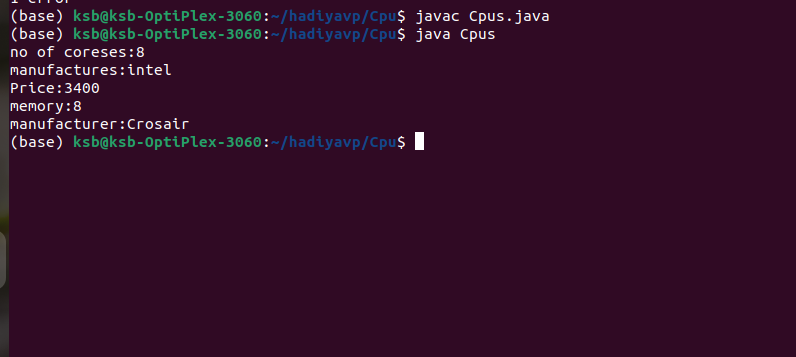 1 error
(base) ksb@ksb-OptiPlex-3060:~/hadiyavp/Cpu$ javac Cpus.java
(base) ksb@ksb-OptiPlex-3060:~/hadiyavp/Cpu$ java Cpus
no of coreses:8
manufactures:intel
Price:3400
memory:8
manufacturer:Crosair
(base) ksb@ksb-OptiPlex-3060:~/hadiyavp/Cpu$